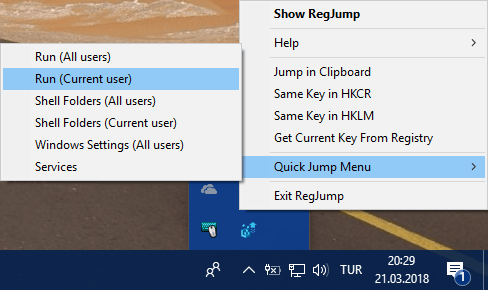 Show RegJump
Help
Jump in Clipboard
Same Key in HKCR
Same Key in HKLM
Get Current Key From Registry
Quick Jump Menu
Exit RegJump
Run (All users)
Run (Current user)
Shell Folders (All users)
Shell Folders (Current user)
Windows Settings (All users)
Services
TUR
20:29
21.03.2018
1